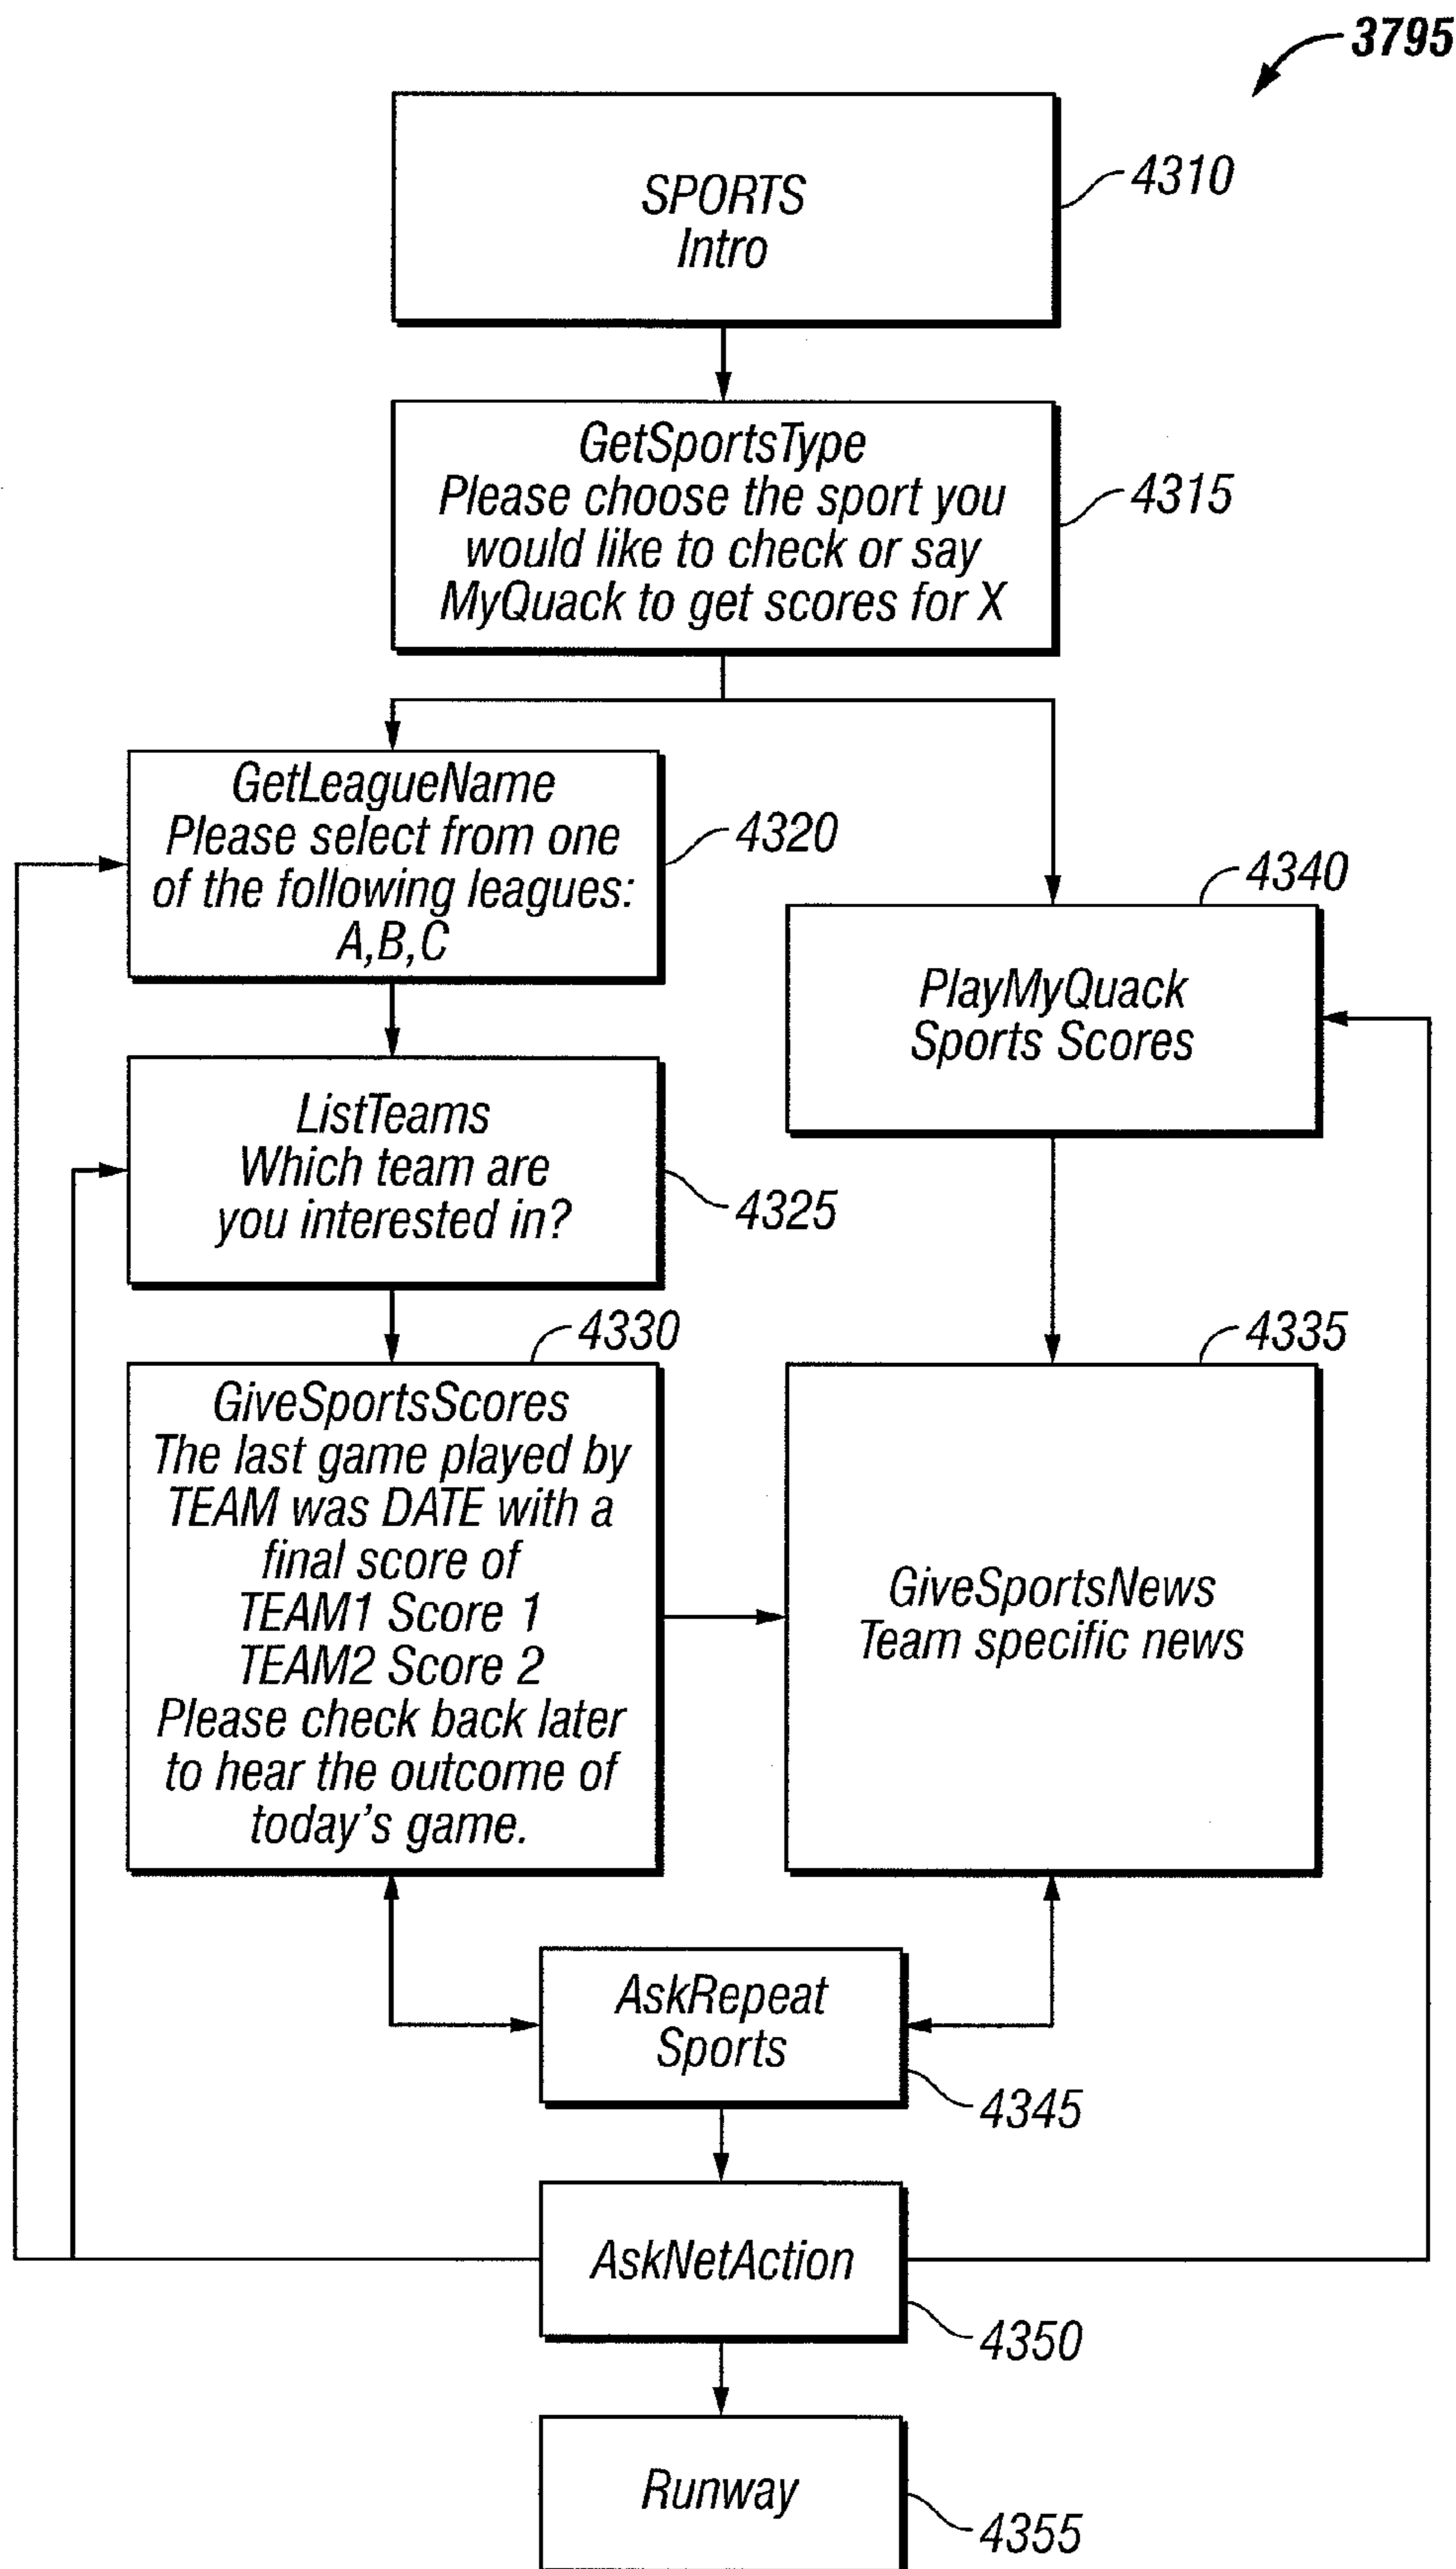 3795
SPORTS
Intro
4310
GetSportsType
Please choose the sport you
would like to check or say
MyQuack to get scores for X
4315
GetLeagueName
Please select from one
of the following leagues:
A,B,C
4320
4340
PlayMyQuack
Sports Scores
ListTeams
Which team are
you interested in?
4325
4330
GiveSportsScores
The last game played by
TEAM was DATE with a
final score of
TEAM1 Score 1
TEAM2 Score 2
Please check back later
to hear the outcome of
today's game.
4335
GiveSportsNews
Team specific news
AskRepeat
Sports
4345
AskNetAction
4350
Runway
4355